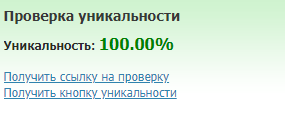 Проверка уникальности
Уникальность: 100.00%
Получить ссылку на проверку
Получить кнопку уникальности